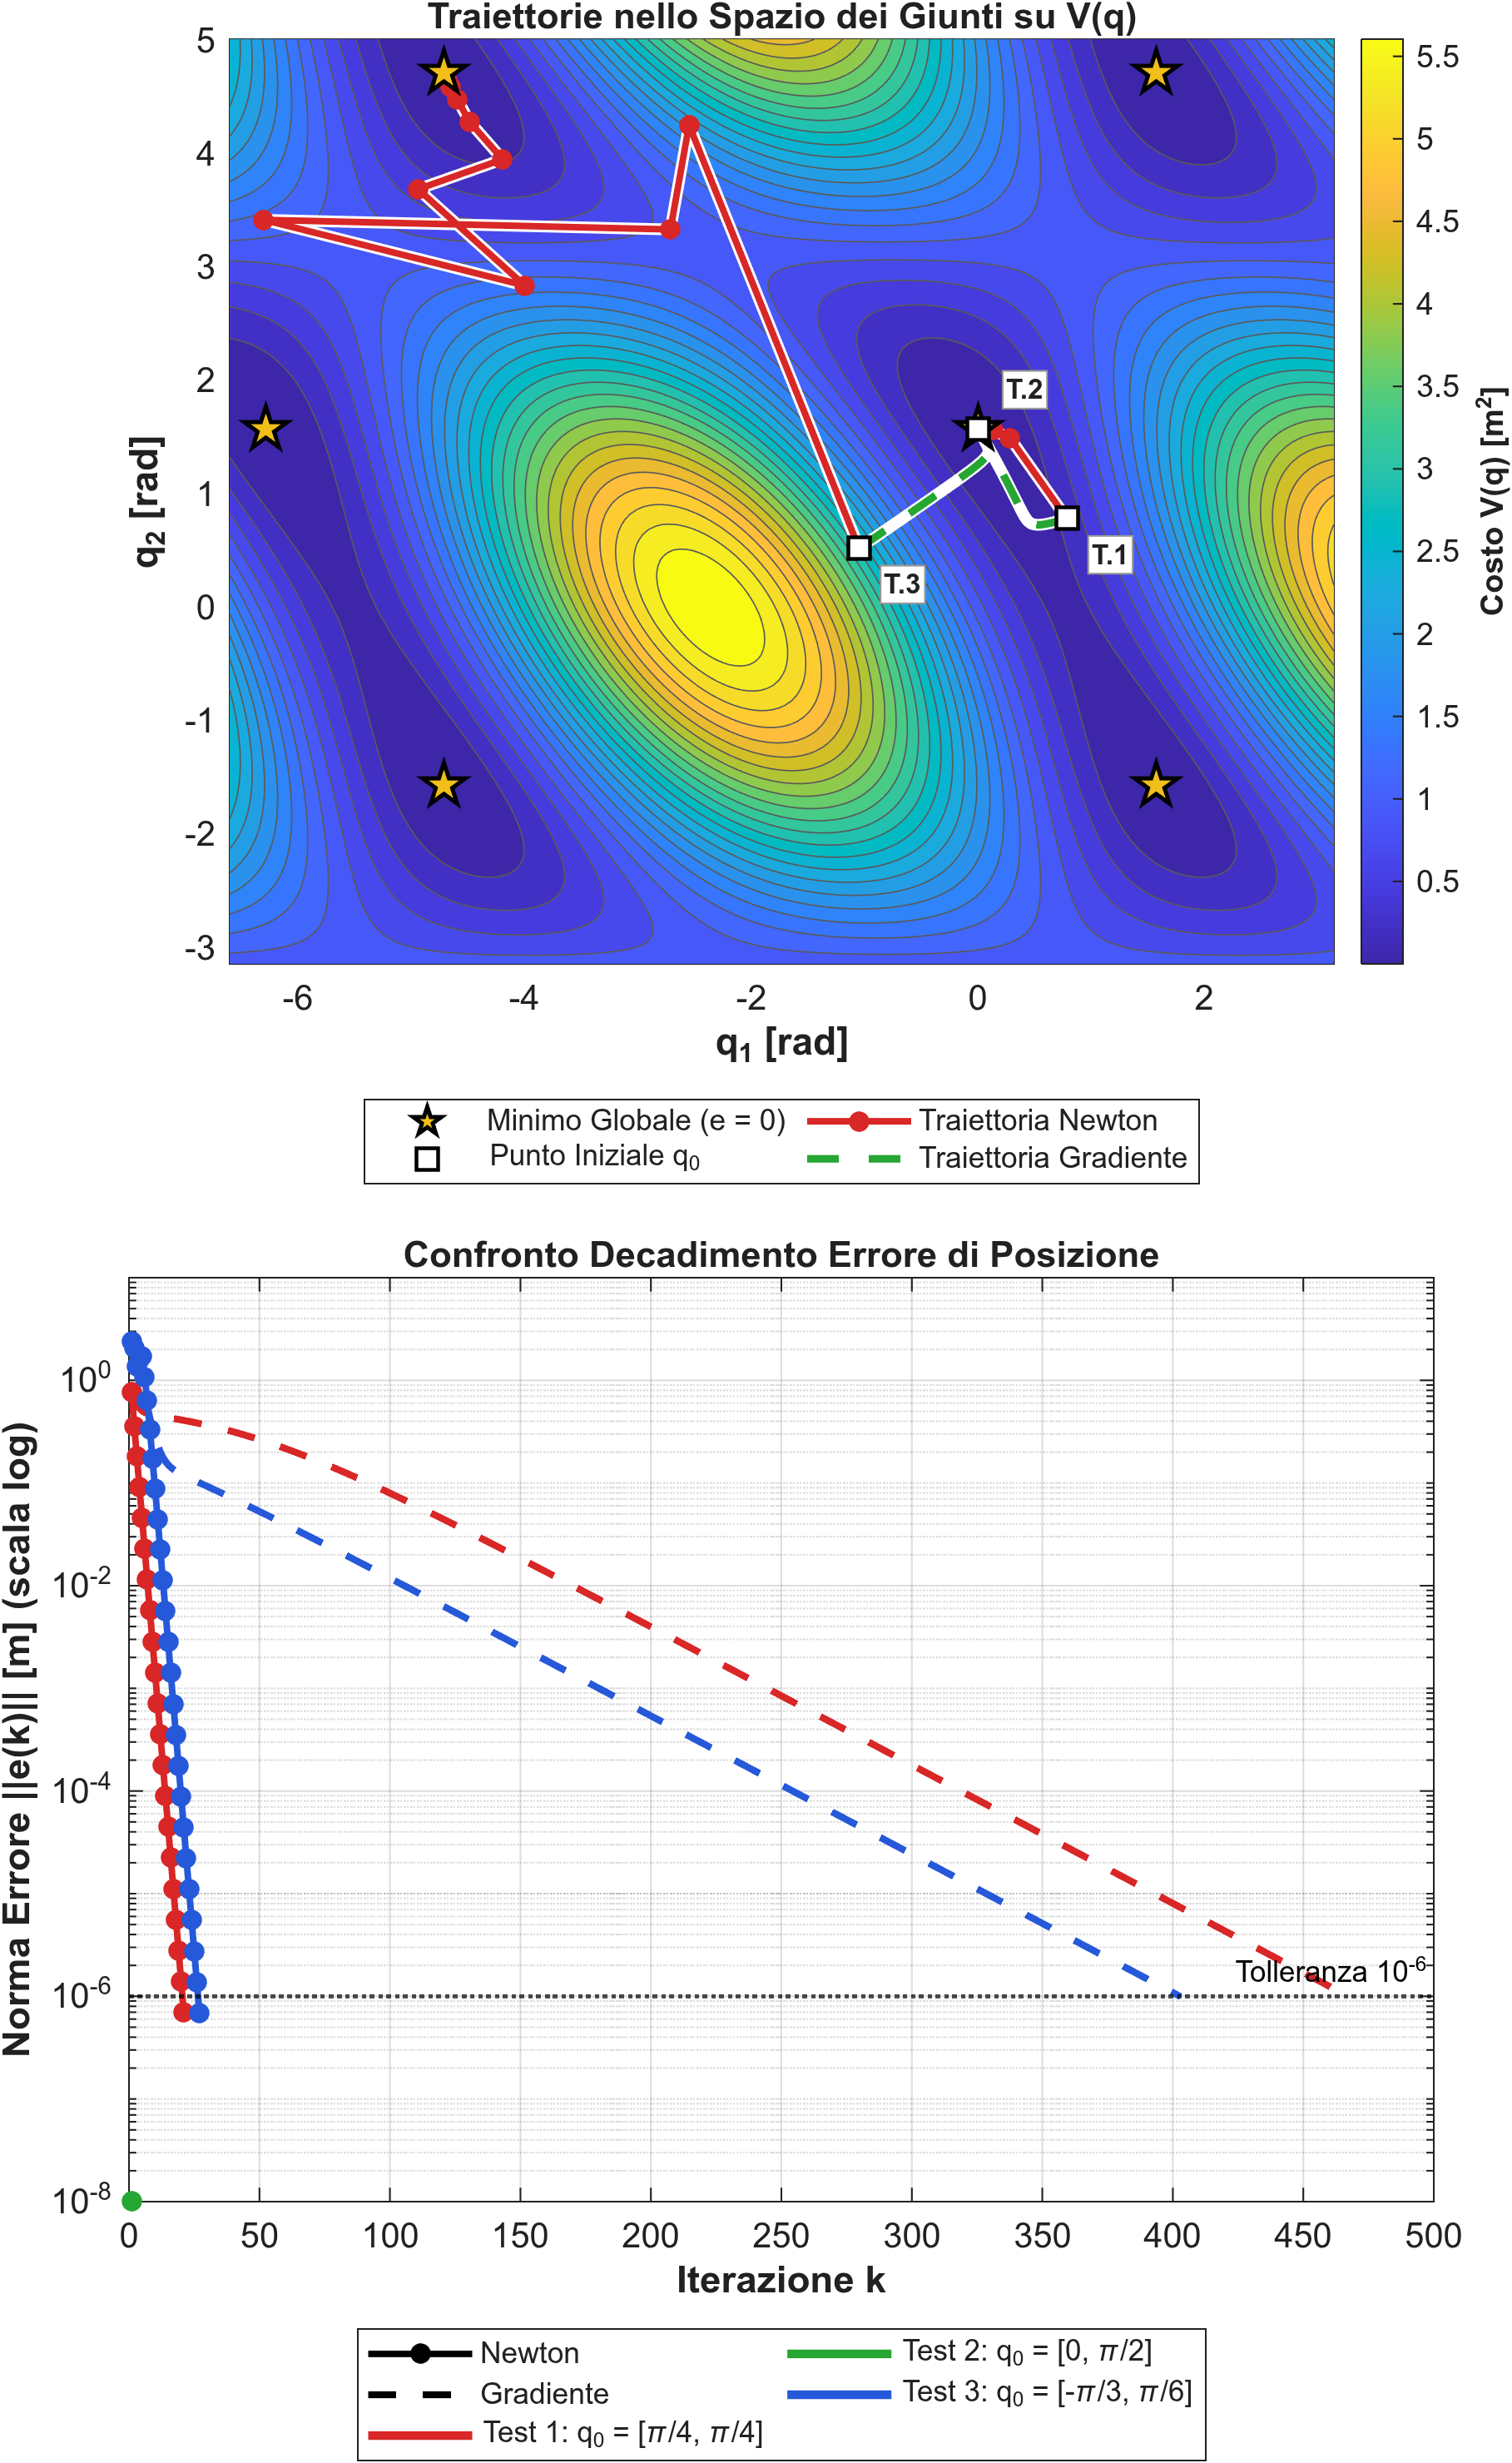 Traiettorie nello Spazio dei Giunti su V(q)
5
4
3
2
1
0
-1
-2
-3
q₂ [rad]
T.2
T.1
T.3
-6
-4
-2
0
2
q₁ [rad]
5.5
5
4.5
4
3.5
3
2.5
2
1.5
1
0.5
Costo V(q) [m²]
Minimo Globale (e = 0)
Traiettoria Newton
Punto Iniziale q₀
Traiettoria Gradiente
Confronto Decadimento Errore di Posizione
10⁰
10⁻²
10⁻⁴
10⁻⁶
10⁻⁸
Norma Errore ||e(k)|| [m] (scala log)
Tolleranza 10⁻⁶
0
50
100
150
200
250
300
350
400
450
500
Iterazione k
Newton
Gradiente
Test 1: q₀ = [π/4, π/4]
Test 2: q₀ = [0, π/2]
Test 3: q₀ = [-π/3, π/6]